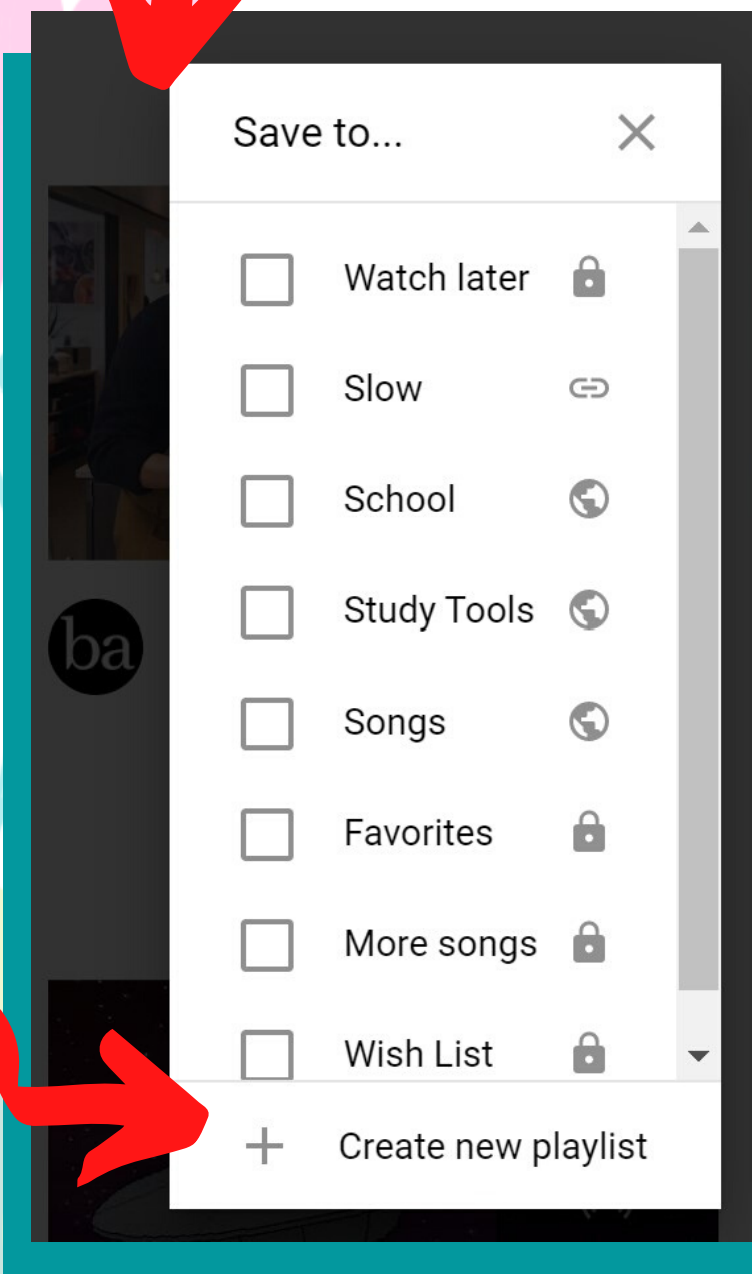 Save to...
Watch later
Slow
School
Study Tools
ba
Songs
Favorites
More songs
Wish List
Create new playlist